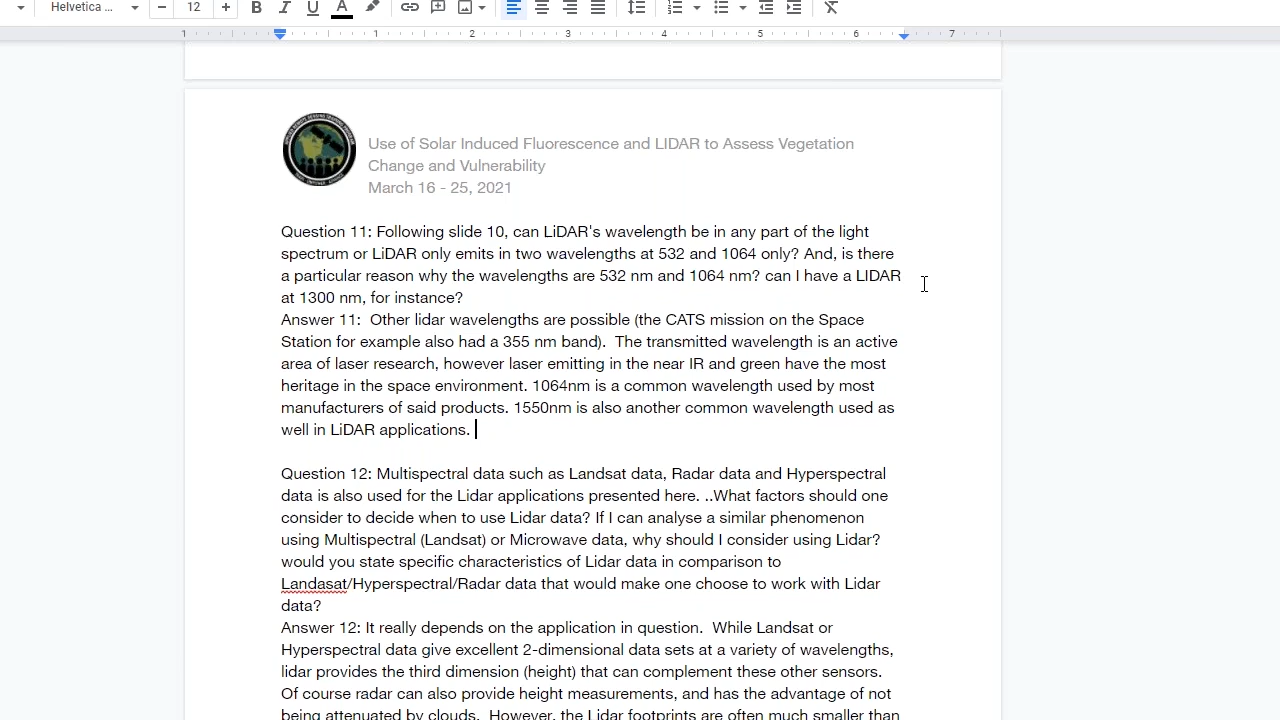 Helvetica ...
12
B I U A
1 1 2 3 4 5 6 7
Use of Solar Induced Fluorescence and LIDAR to Assess Vegetation
Change and Vulnerability
March 16 - 25, 2021
Question 11: Following slide 10, can LiDAR's wavelength be in any part of the light
spectrum or LiDAR only emits in two wavelengths at 532 and 1064 only? And, is there
a particular reason why the wavelengths are 532 nm and 1064 nm? can I have a LIDAR
at 1300 nm, for instance?
Answer 11:  Other lidar wavelengths are possible (the CATS mission on the Space
Station for example also had a 355 nm band).  The transmitted wavelength is an active
area of laser research, however laser emitting in the near IR and green have the most
heritage in the space environment. 1064nm is a common wavelength used by most
manufacturers of said products. 1550nm is also another common wavelength used as
well in LiDAR applications.
Question 12: Multispectral data such as Landsat data, Radar data and Hyperspectral
data is also used for the Lidar applications presented here. ..What factors should one
consider to decide when to use Lidar data? If I can analyse a similar phenomenon
using Multispectral (Landsat) or Microwave data, why should I consider using Lidar?
would you state specific characteristics of Lidar data in comparison to
Landasat/Hyperspectral/Radar data that would make one choose to work with Lidar
data?
Answer 12: It really depends on the application in question.  While Landsat or
Hyperspectral data give excellent 2-dimensional data sets at a variety of wavelengths,
lidar provides the third dimension (height) that can complement these other sensors.
Of course radar can also provide height measurements, and has the advantage of not
being attenuated by clouds.  However, the Lidar footprints are often much smaller than